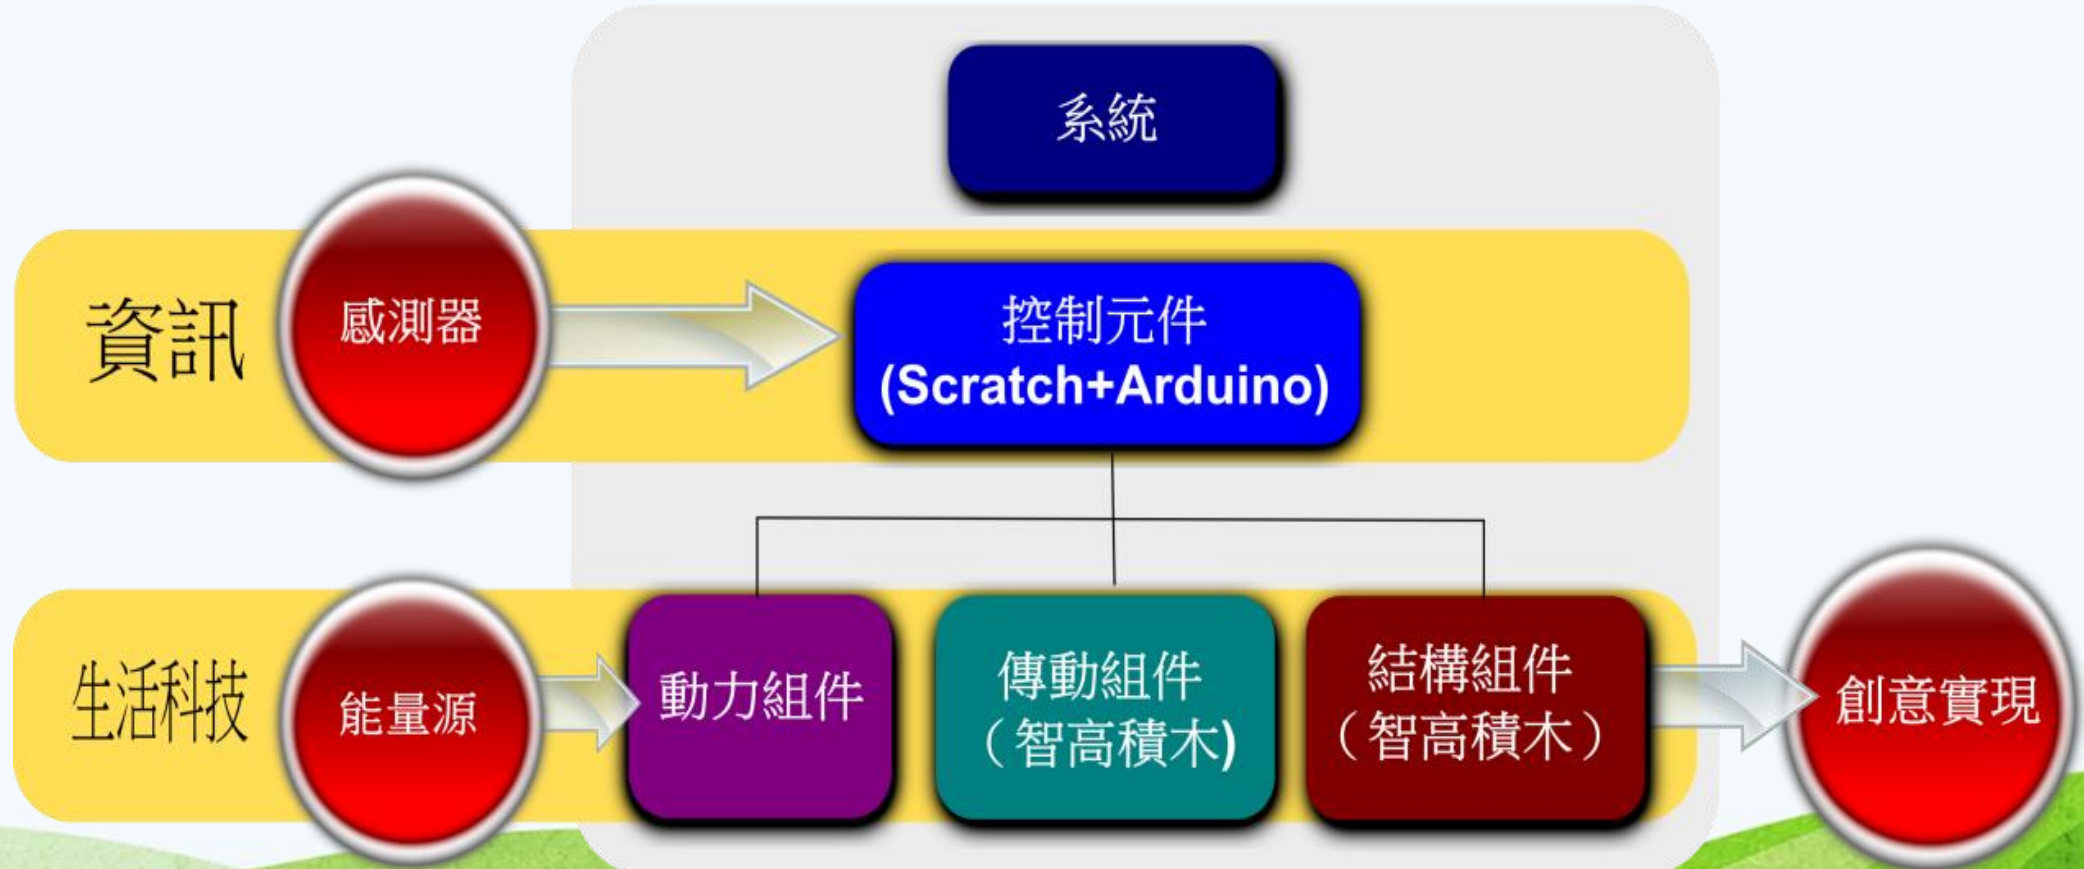 系統
資訊
感測器
控制元件
(Scratch+Arduino)
生活科技
能量源
動力組件
傳動組件
（智高積木)
結構組件
（智高積木）
創意實現